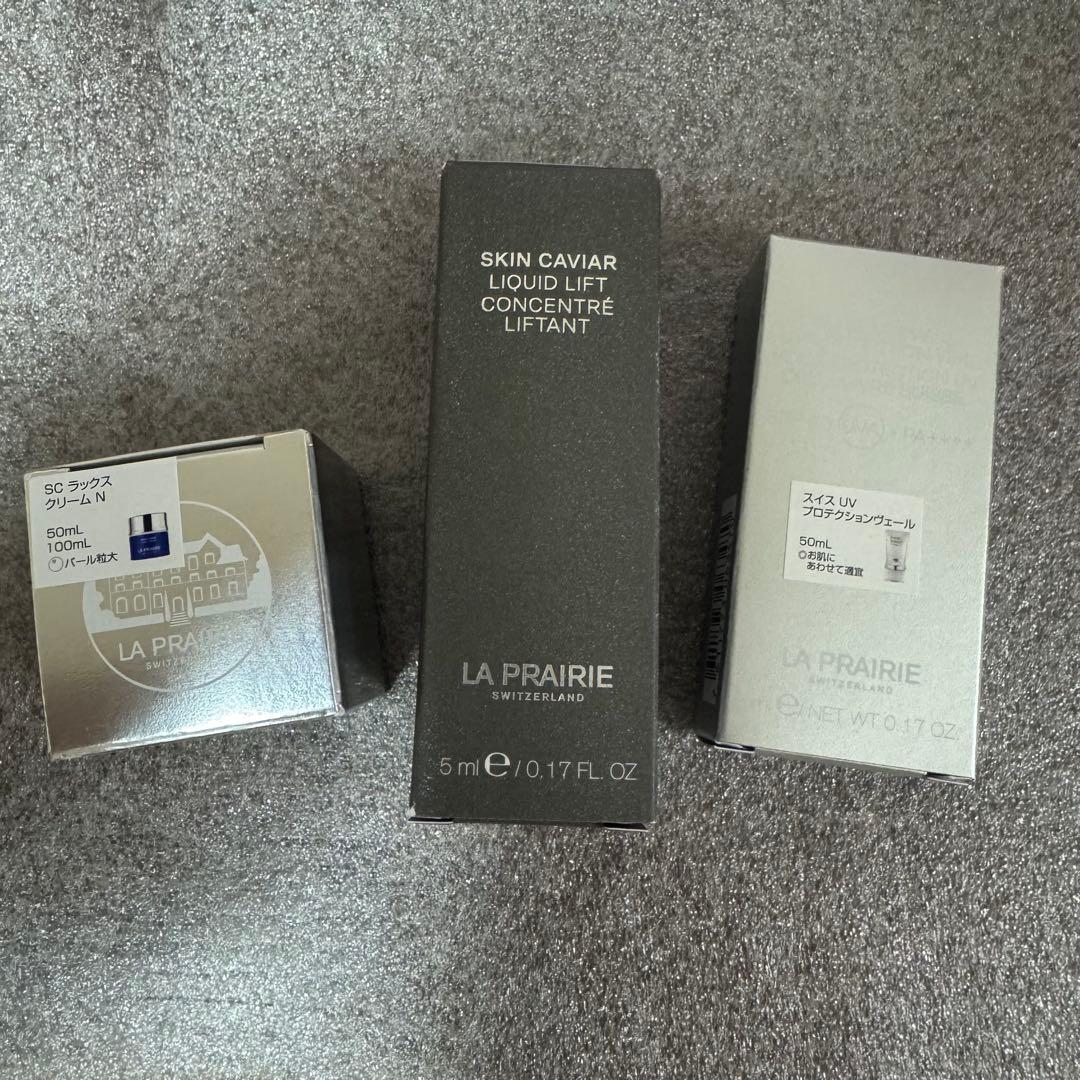 SC ラックス
クリーム N
50mL
100mL
パール粒大
LA PRAIRIE
LA PRAIRIE
SWITZERLAND
SKIN CAVIAR
LIQUID LIFT
CONCENTRÉ
LIFTANT
LA PRAIRIE
SWITZERLAND
5 ml e / 0.17 FL. OZ
PA++++
スイス UV
プロテクションヴェール
50mL
◎お肌に
あわせて適宜
LA PRAIRIE
SWITZERLAND
e / NET WT 0.17 OZ.